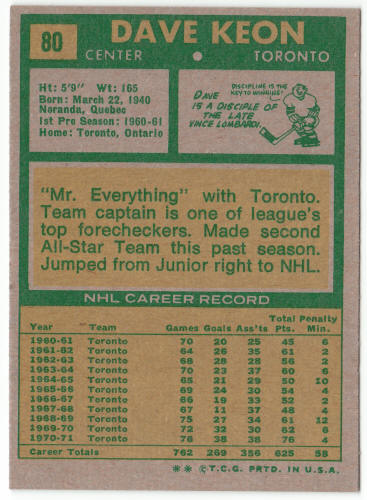 80
DAVE KEON
CENTER • TORONTO
Ht: 5'9" Wt: 165
Born: March 22, 1940
Noranda, Quebec
1st Pro Season: 1960-61
Home: Toronto, Ontario
DISCIPLINE IS THE
KEY TO WINNING!
DAVE
IS A DISCIPLE OF
THE LATE
VINCE LOMBARDI.
"Mr. Everything" with Toronto.
Team captain is one of league's
top forecheckers. Made second
All-Star Team this past season.
Jumped from Junior right to NHL.
NHL CAREER RECORD
Total Penalty
Year Team Games Goals Ass'ts Pts. Min.
1960-61 Toronto 70 20 25 45 6
1961-62 Toronto 64 26 35 61 2
1962-63 Toronto 68 28 28 56 2
1963-64 Toronto 70 23 37 60 6
1964-65 Toronto 65 21 29 50 10
1965-66 Toronto 69 24 30 54 4
1966-67 Toronto 66 19 33 52 2
1967-68 Toronto 67 11 37 48 4
1968-69 Toronto 75 27 34 61 12
1969-70 Toronto 72 32 30 62 6
1970-71 Toronto 76 38 38 76 4
Career Totals 762 269 356 625 58
** © T.C.G. PRTD. IN U.S.A.